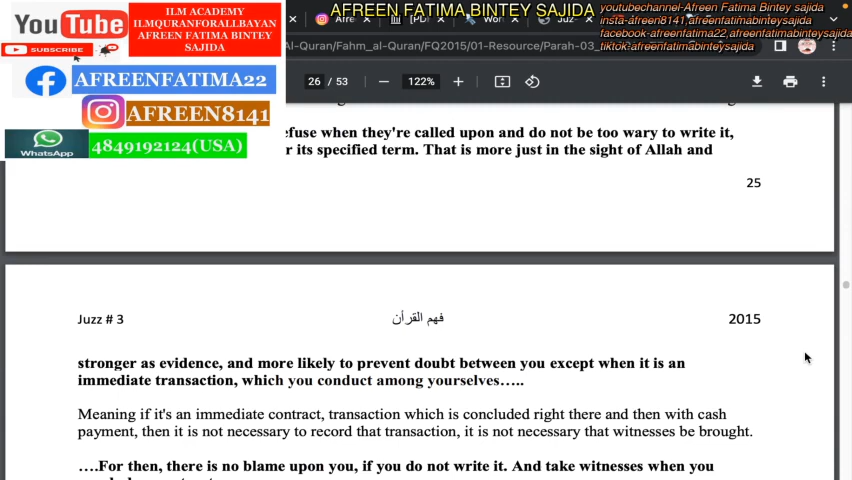 YouTube
SUBSCRIBE
ILM ACADEMY
ILMQURANFORALLBAYAN
AFREEN FATIMA BINTEY
SAJIDA
AFREENFATIMA22
AFREEN8141
WhatsApp
4849192124(USA)
AFREEN FATIMA BINTEY SAJIDA
youtubechannel-Afreen Fatima Bintey sajida
insta-afreen8141,afreenfatimabinteysajida
facebook-afreenfatima22,afreenfatimabinteysajida
tiktok-afreenfatimabinteysajida
Al-Quran/Fahm_al-Quran/FQ2015/01-Resource/Parah-03_
26 / 53
122%
efuse when they're called upon and do not be too wary to write it,
r its specified term. That is more just in the sight of Allah and
25
Juzz # 3
فهم القرأن
2015
stronger as evidence, and more likely to prevent doubt between you except when it is an
immediate transaction, which you conduct among yourselves…..
Meaning if it's an immediate contract, transaction which is concluded right there and then with cash
payment, then it is not necessary to record that transaction, it is not necessary that witnesses be brought.
….For then, there is no blame upon you, if you do not write it. And take witnesses when you